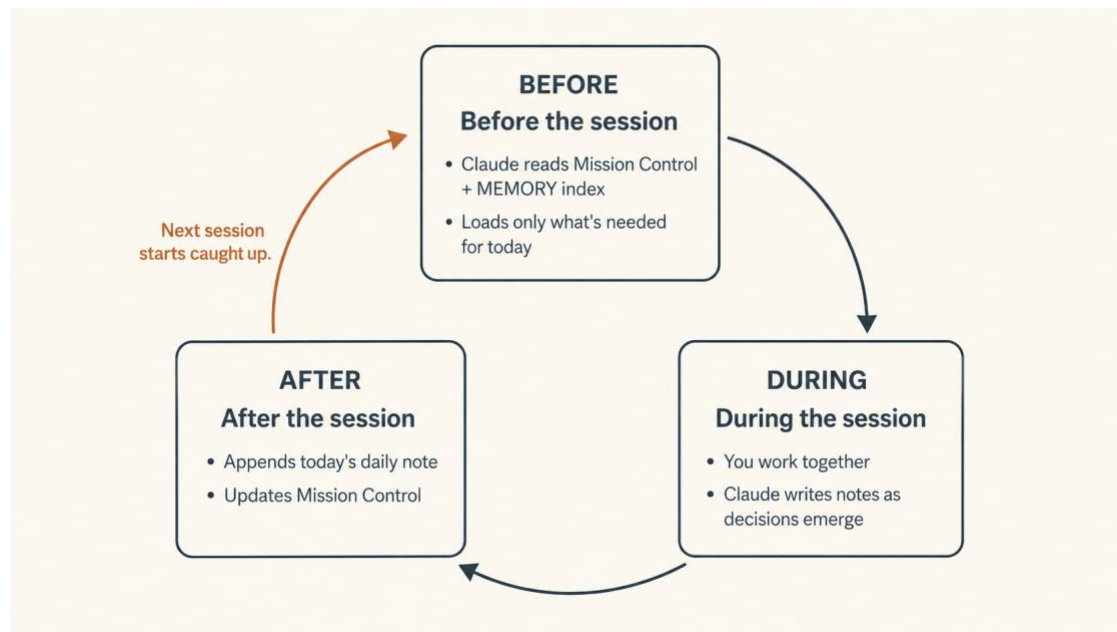 BEFORE
Before the session
• Claude reads Mission Control
+ MEMORY index
• Loads only what's needed
for today
Next session
starts caught up.
AFTER
After the session
• Appends today's daily note
• Updates Mission Control
DURING
During the session
• You work together
• Claude writes notes as
decisions emerge